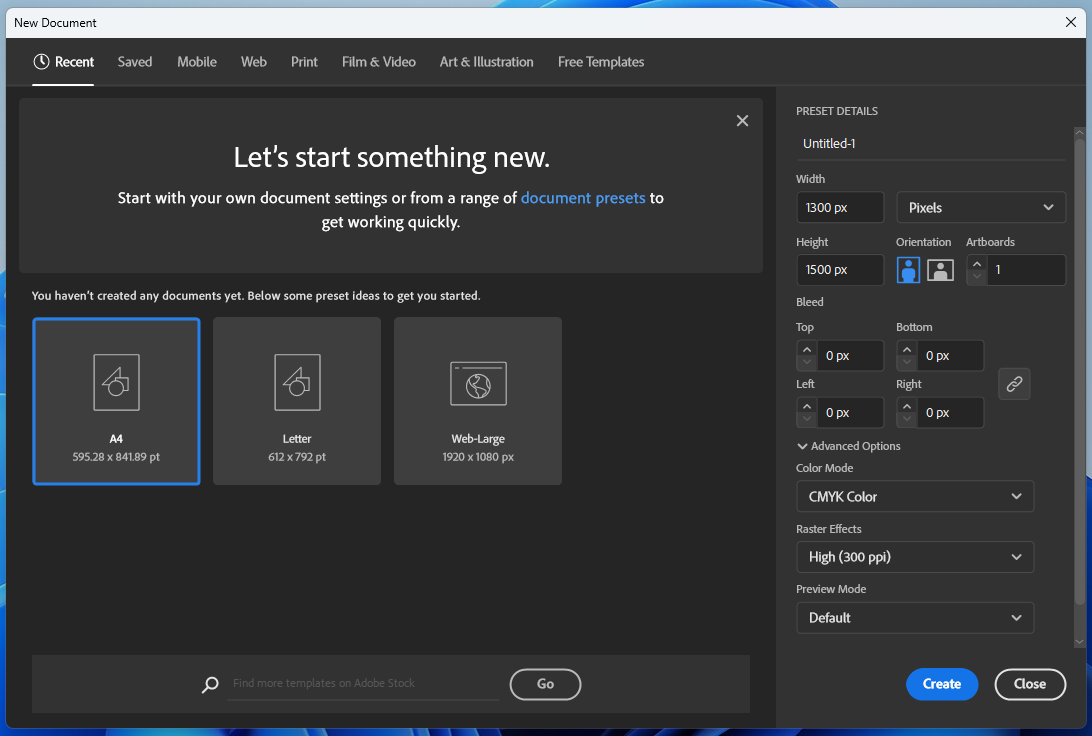 New Document
Recent Saved Mobile Web Print Film & Video Art & Illustration Free Templates
Let's start something new.
Start with your own document settings or from a range of document presets to
get working quickly.
You haven't created any documents yet. Below some preset ideas to get you started.
A4
595.28 x 841.89 pt
Letter
612 x 792 pt
Web-Large
1920 x 1080 px
Find more templates on Adobe Stock
Go
PRESET DETAILS
Untitled-1
Width
1300 px Pixels
Height Orientation Artboards
1500 px 1
Bleed
Top Bottom
0 px 0 px
Left Right
0 px 0 px
Advanced Options
Color Mode
CMYK Color
Raster Effects
High (300 ppi)
Preview Mode
Default
Create Close